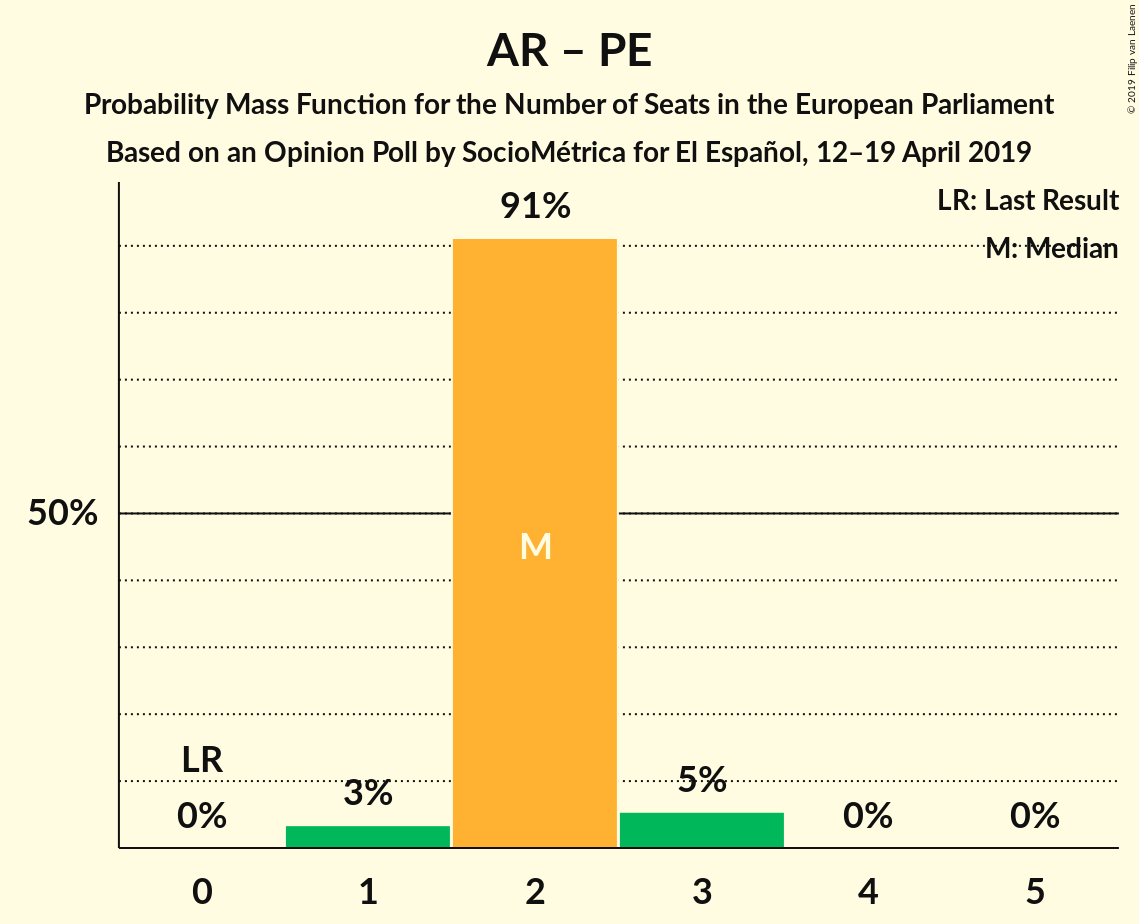 AR – PE
Probability Mass Function for the Number of Seats in the European Parliament
Based on an Opinion Poll by SocioMétrica for El Español, 12–19 April 2019
© 2019 Filip van Laenen
LR: Last Result
M: Median
91%
50%
M
LR
0%
3%
5%
0%
0%
0 1 2 3 4 5